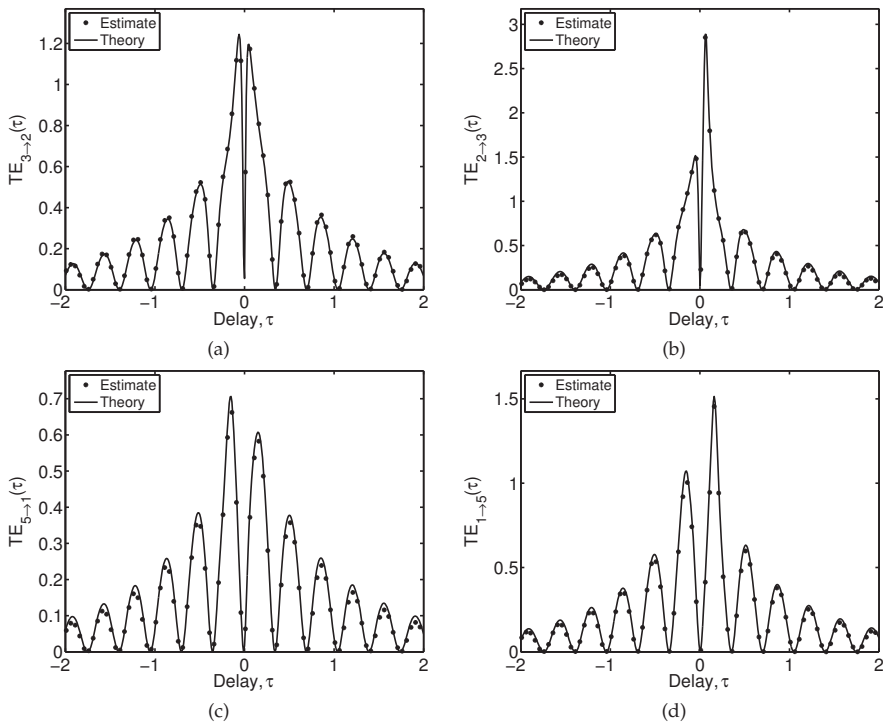 Estimate
Theory
1.2
1
0.8
0.6
0.4
0.2
0
−2
−1
0
1
2
TE3→2(τ)
Delay, τ
(a)
Estimate
Theory
3
2.5
2
1.5
1
0.5
0
−2
−1
0
1
2
TE2→3(τ)
Delay, τ
(b)
Estimate
Theory
0.7
0.6
0.5
0.4
0.3
0.2
0.1
0
−2
−1
0
1
2
TE5→1(τ)
Delay, τ
(c)
Estimate
Theory
1.5
1
0.5
0
−2
−1
0
1
2
TE1→5(τ)
Delay, τ
(d)